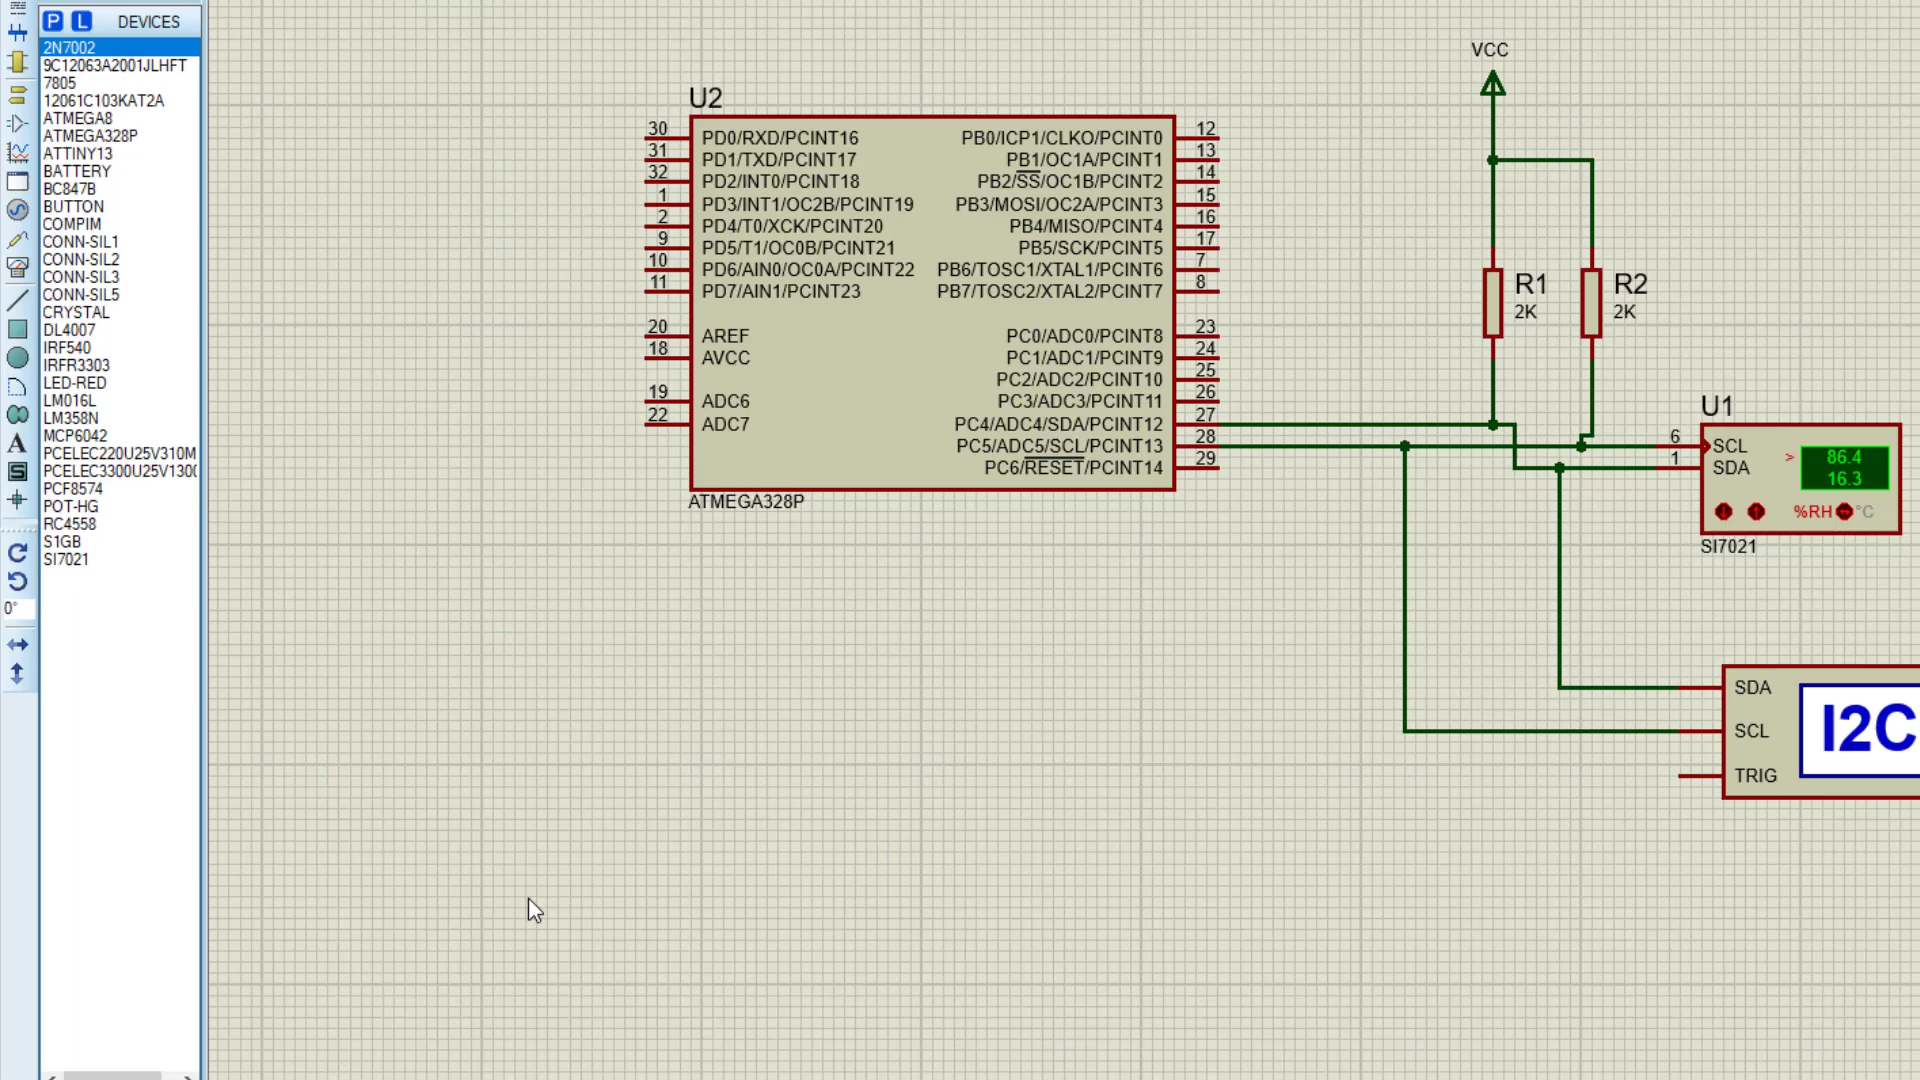 P L DEVICES
2N7002
9C12063A2001JLHFT
7805
12061C103KAT2A
ATMEGA8
ATMEGA328P
ATTINY13
BATTERY
BC847B
BUTTON
COMPIM
CONN-SIL1
CONN-SIL2
CONN-SIL3
CONN-SIL5
CRYSTAL
DL4007
IRF540
IRFR3303
LED-RED
LM016L
LM358N
MCP6042
PCELEC220U25V310M
PCELEC3300U25V130
PCF8574
POT-HG
RC4558
S1GB
SI7021
A
S
0°
U2
30 PD0/RXD/PCINT16 PB0/ICP1/CLKO/PCINT0 12
31 PD1/TXD/PCINT17 PB1/OC1A/PCINT1 13
32 PD2/INT0/PCINT18 PB2/SS/OC1B/PCINT2 14
1 PD3/INT1/OC2B/PCINT19 PB3/MOSI/OC2A/PCINT3 15
2 PD4/T0/XCK/PCINT20 PB4/MISO/PCINT4 16
9 PD5/T1/OC0B/PCINT21 PB5/SCK/PCINT5 17
10 PD6/AIN0/OC0A/PCINT22 PB6/TOSC1/XTAL1/PCINT6 7
11 PD7/AIN1/PCINT23 PB7/TOSC2/XTAL2/PCINT7 8
20 AREF PC0/ADC0/PCINT8 23
18 AVCC PC1/ADC1/PCINT9 24
PC2/ADC2/PCINT10 25
19 ADC6 PC3/ADC3/PCINT11 26
22 ADC7 PC4/ADC4/SDA/PCINT12 27
PC5/ADC5/SCL/PCINT13 28
PC6/RESET/PCINT14 29
ATMEGA328P
VCC
R1
2K
R2
2K
U1
6 SCL > 86.4
1 SDA 16.3
%RH °C
SI7021
SDA
SCL
TRIG
I2C